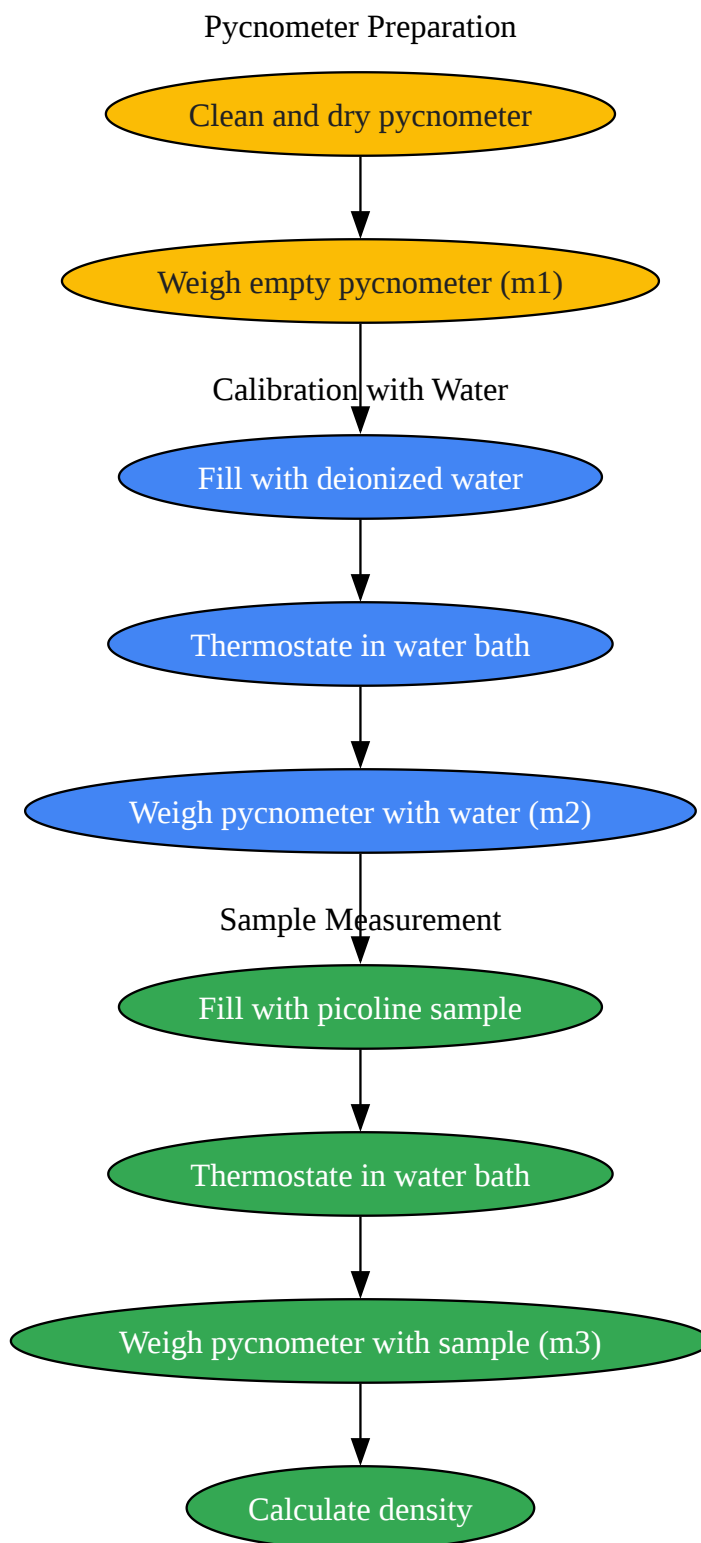 Pycnometer Preparation
Clean and dry pycnometer
Weigh empty pycnometer (m1)
Calibration with Water
Fill with deionized water
Thermostate in water bath
Weigh pycnometer with water (m2)
Sample Measurement
Fill with picoline sample
Thermostate in water bath
Weigh pycnometer with sample (m3)
Calculate density